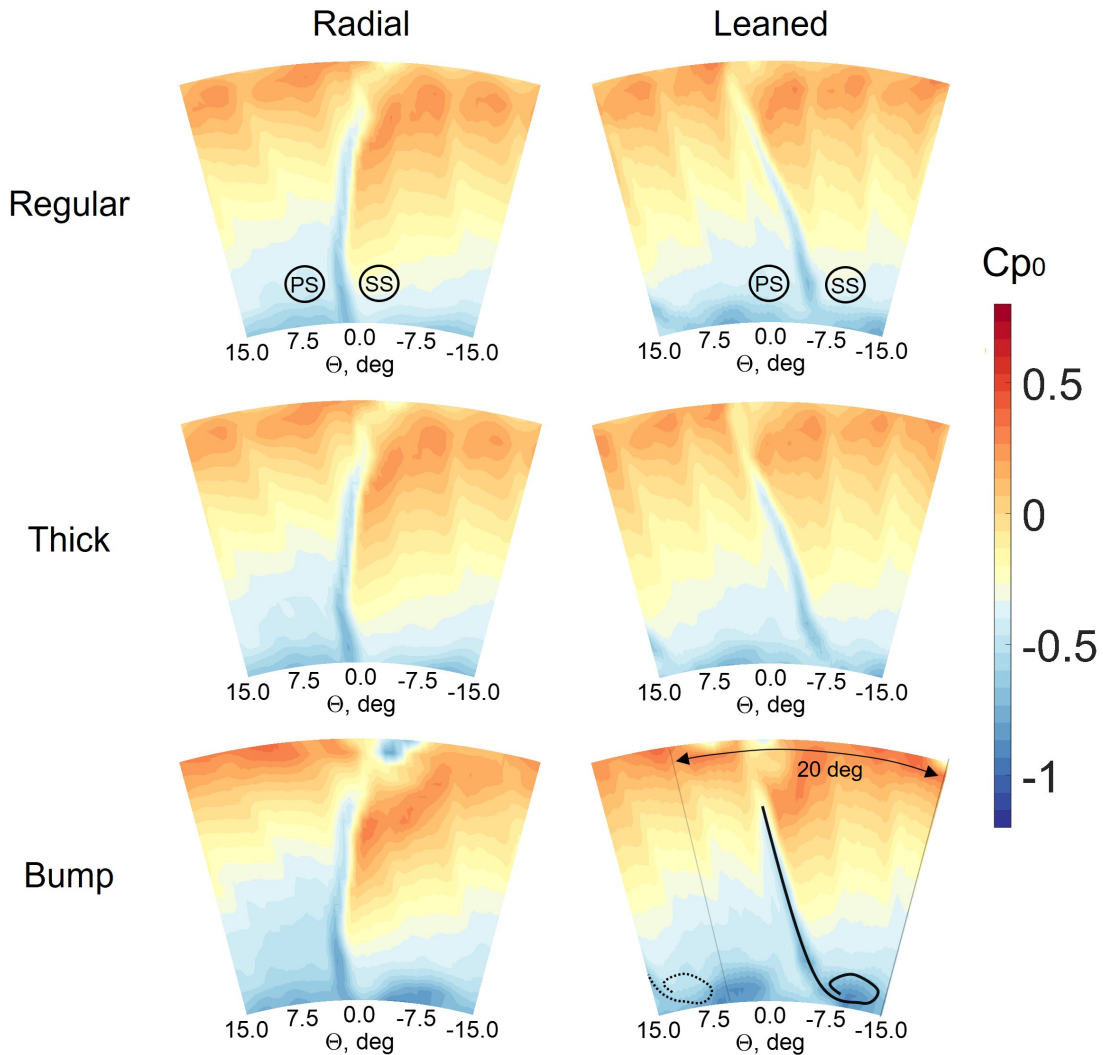 Radial Leaned
Regular
PS SS PS SS
15.0 7.5 0.0 -7.5 -15.0 15.0 7.5 0.0 -7.5 -15.0
Θ, deg Θ, deg
Cp0
0.5
0
-0.5
-1
Thick
15.0 7.5 0.0 -7.5 -15.0 15.0 7.5 0.0 -7.5 -15.0
Θ, deg Θ, deg
20 deg
Bump
15.0 7.5 0.0 -7.5 -15.0 15.0 7.5 0.0 -7.5 -15.0
Θ, deg Θ, deg